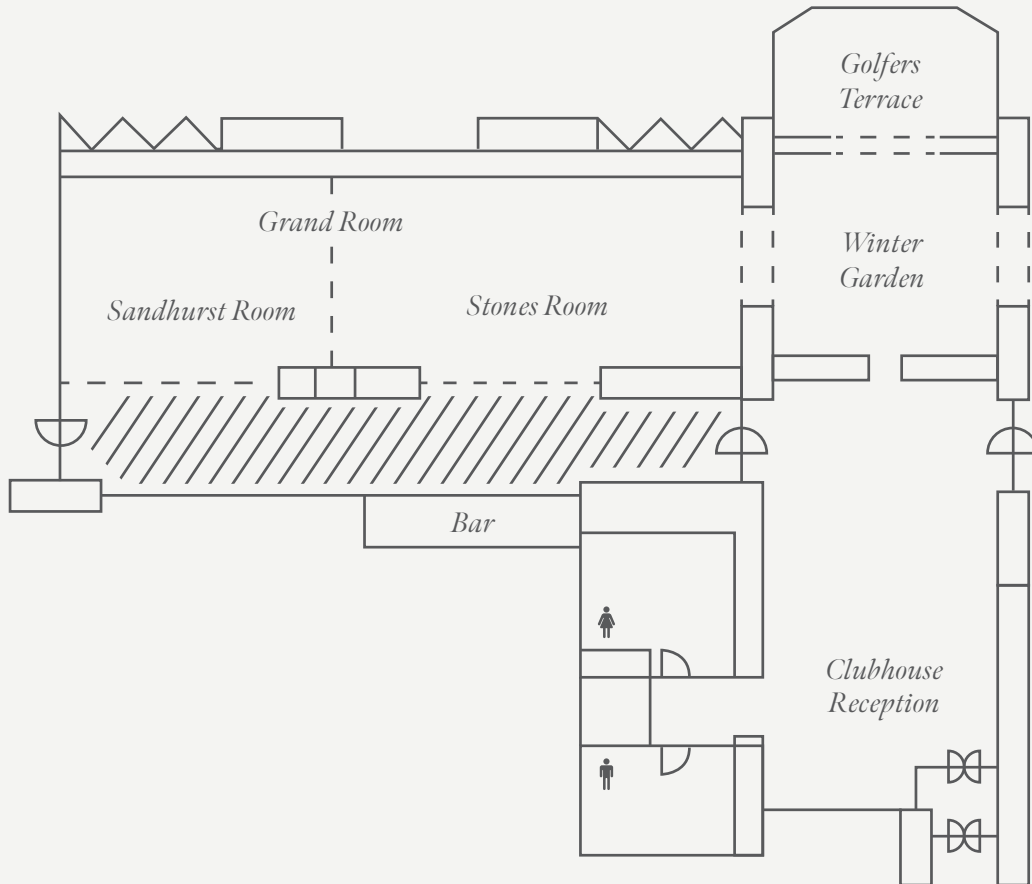 Golfers
Terrace
Grand Room
Winter
Garden
Sandhurst Room
Stones Room
Bar
Clubhouse
Reception